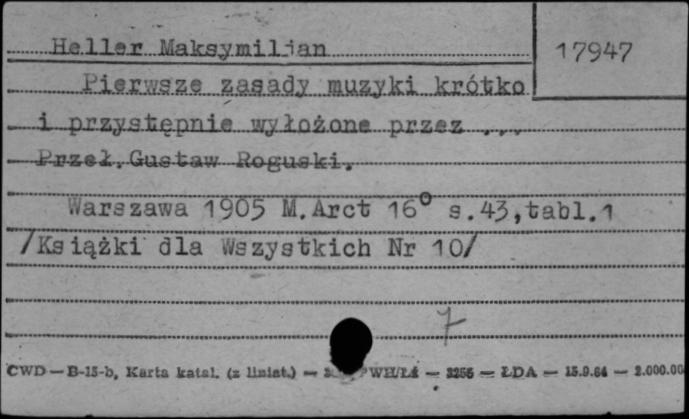 Heller Maksymilian
17947
Pierwsze zasady muzyki krótko
i przystępnie wyłożone przez ...
Przeł.Gustaw Roguski.
Warszawa 1905 M.Arct 16° s.43,tabl.1
/Książki dla Wszystkich Nr 10/
7
CWD — B-15-b, Karta katal. (z liniat.) — WH/Ł4 — 3256 — ŁDA — 15.9.64 — 2.000.00